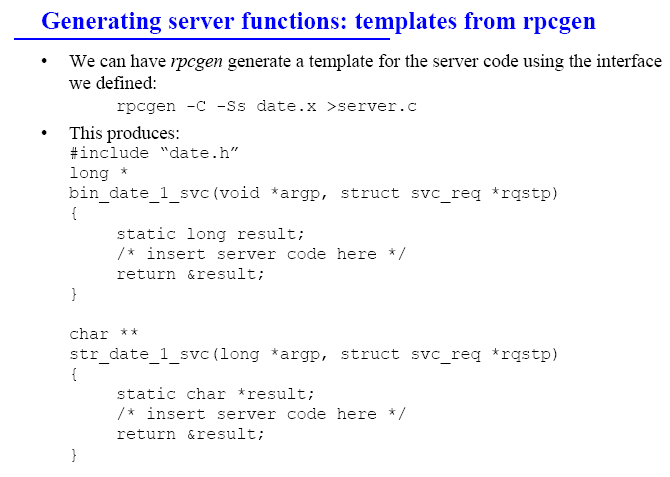 Generating server functions: templates from rpcgen
• We can have rpcgen generate a template for the server code using the interface
we defined:
rpcgen -C -Ss date.x >server.c
• This produces:
#include “date.h”
long *
bin_date_1_svc(void *argp, struct svc_req *rqstp)
{
static long result;
/* insert server code here */
return &result;
}
char **
str_date_1_svc(long *argp, struct svc_req *rqstp)
{
static char *result;
/* insert server code here */
return &result;
}